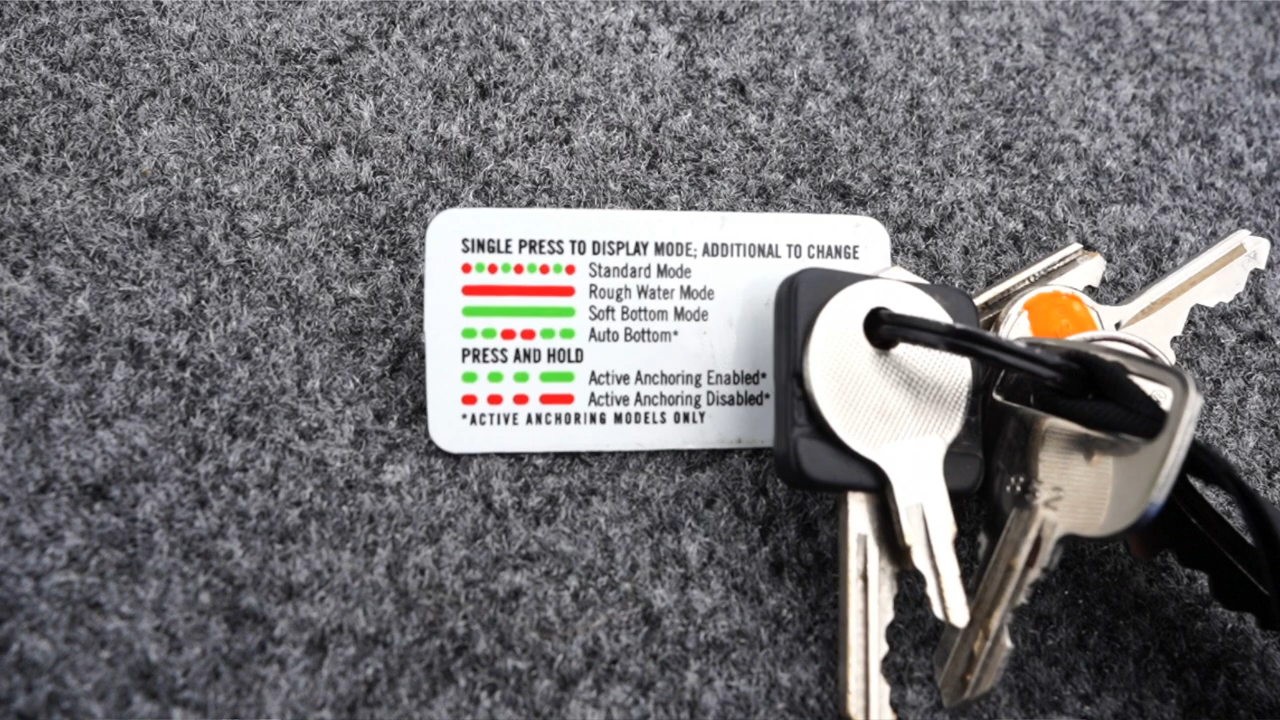 SINGLE PRESS TO DISPLAY MODE; ADDITIONAL TO CHANGE
Standard Mode
Rough Water Mode
Soft Bottom Mode
Auto Bottom*
PRESS AND HOLD
Active Anchoring Enabled*
Active Anchoring Disabled*
*ACTIVE ANCHORING MODELS ONLY